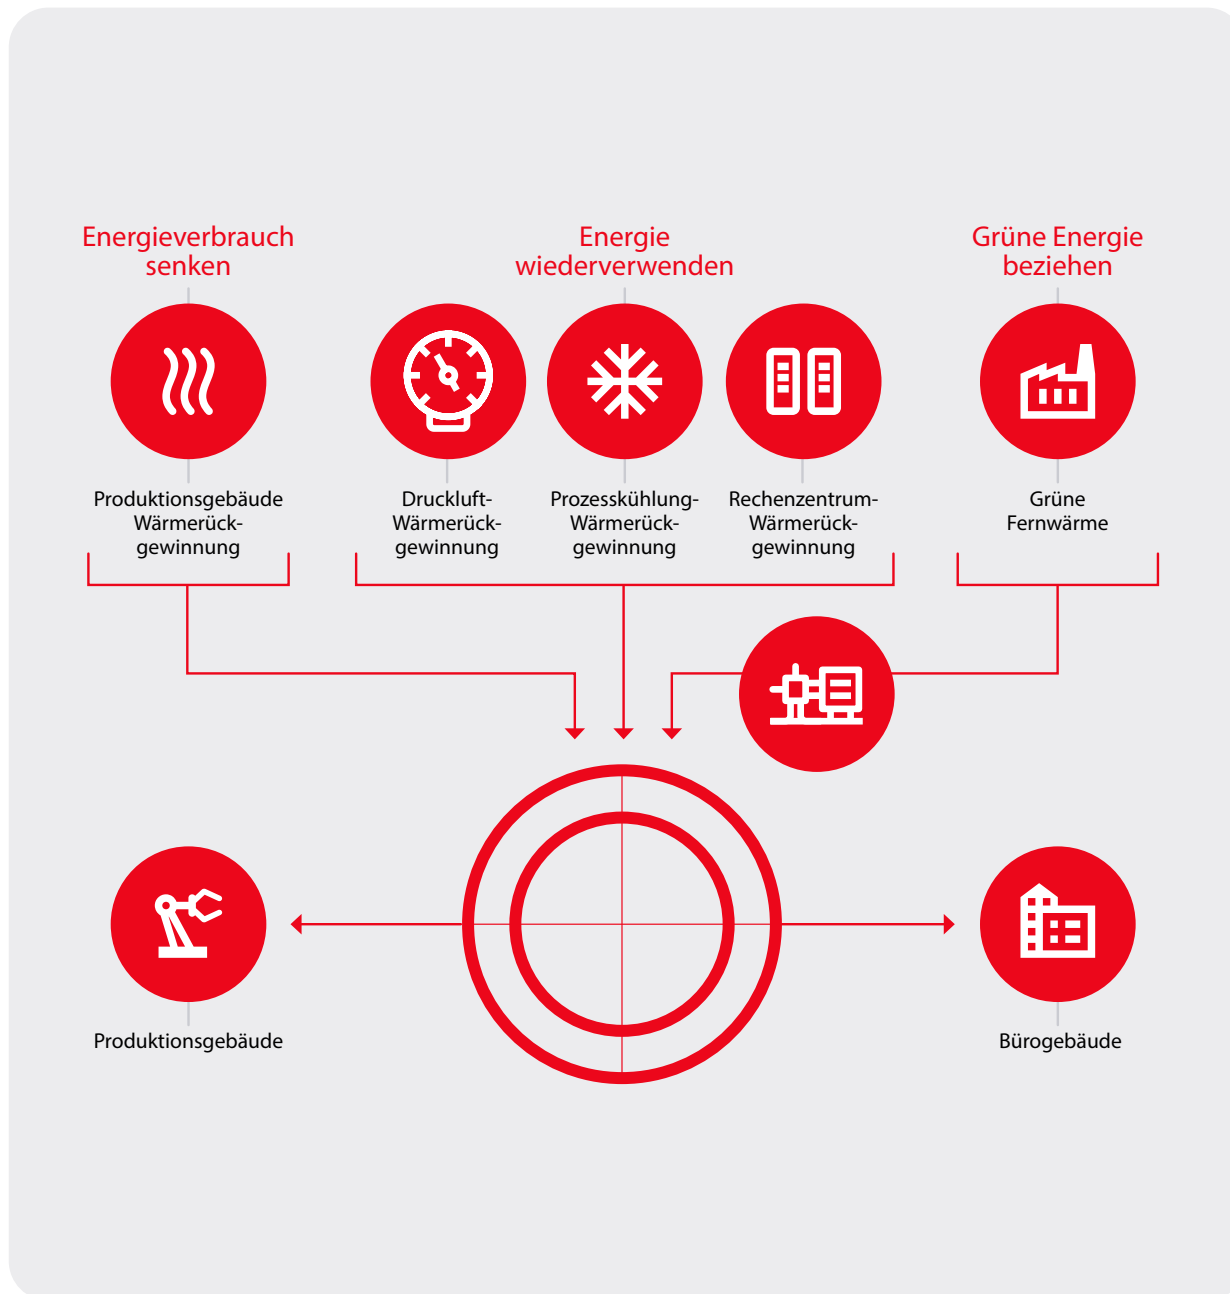 Energieverbrauch
senken
Energie
wiederverwenden
Grüne Energie
beziehen
Produktionsgebäude
Wärmerück-
gewinnung
Druckluft-
Wärmerück-
gewinnung
Prozesskühlung-
Wärmerück-
gewinnung
Rechenzentrum-
Wärmerück-
gewinnung
Grüne
Fernwärme
Produktionsgebäude
Bürogebäude